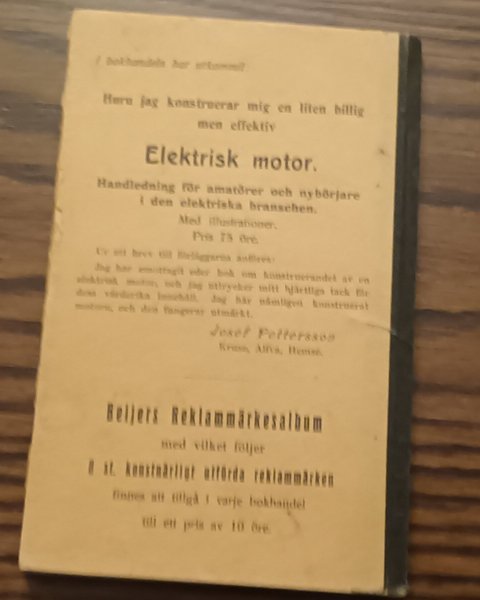 I bokhandeln har utkommit:
Huru jag konstruerar mig en liten billig
men effektiv
Elektrisk motor.
Handledning för amatörer och nybörjare
i den elektriska branschen.
Med illustrationer.
Pris 75 öre.
Ur ett brev till förläggarna anföres:
Jag har emottagit eder bok om konstruerandet av en
elektrisk motor, och jag uttrycker mitt hjärtliga tack för
dess värderika innehåll. Jag har nämligen konstruerat
motorn, och den fungerar utmärkt.
Josef Pettersson
Alfva, Hemse.
Beijers Reklammärkesalbum
med vilket följer
st. konstnärligt utförda reklammärken
finnes att tillgå i varje bokhandel
till ett pris av 10 öre.